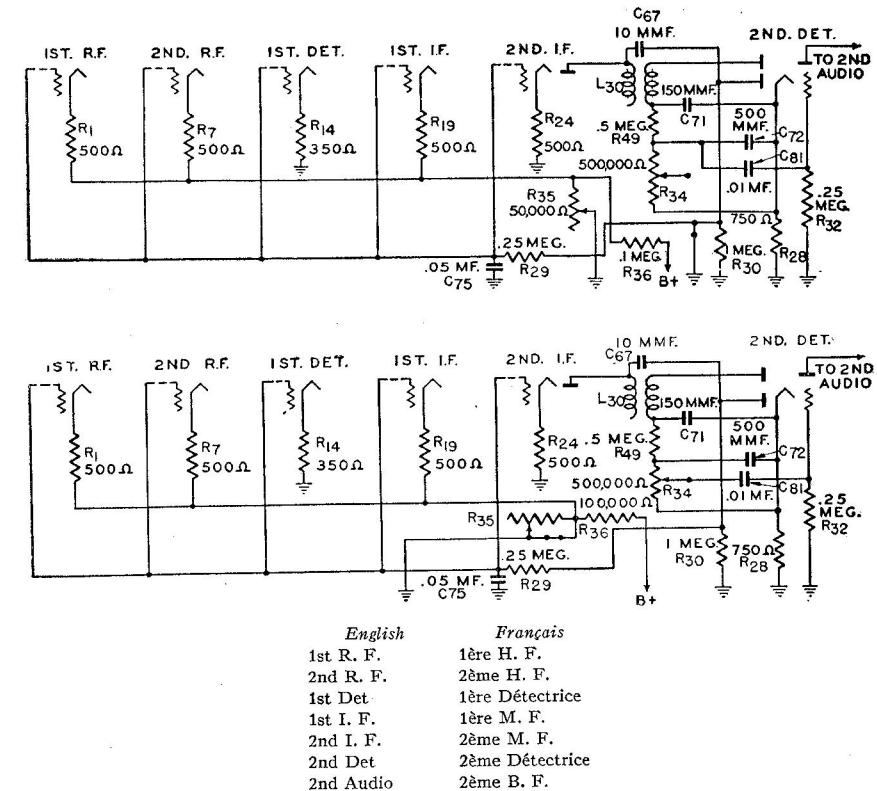 C67
10 MMF.
2ND. DET.
1ST. R.F. 2ND. R.F. 1ST. DET. 1ST. I.F. 2ND. I.F.
TO 2ND
AUDIO
L30
150 MMF.
C71
R1
500Ω
R7
500Ω
R14
350Ω
R19
500Ω
R24
500Ω
.5 MEG.
R49
500
MMF.
C72
C81
500,000Ω
R34
.01 MF.
R35
50,000Ω
.25
MEG.
R32
750Ω
.25 MEG.
R29
.05 MF.
C75
.1 MEG.
R36
B+
1 MEG.
R30
R28
10 MMF.
C67
2ND. DET.
1ST. R.F. 2ND R.F. 1ST. DET. 1ST. I.F. 2ND. I.F.
TO 2ND
AUDIO
L30
150 MMF.
C71
R1
500Ω
R7
500Ω
R14
350Ω
R19
500Ω
R24
500Ω
.5 MEG.
R49
500
MMF.
C72
500,000Ω
R34
.01 MF.
C81
100,000Ω
R35
R36
.25
MEG.
R32
.25 MEG.
R29
.05 MF.
C75
1 MEG.
R30
750Ω
R28
B+
English Français
1st R. F. 1ère H. F.
2nd R. F. 2ème H. F.
1st Det 1ère Détectrice
1st I. F. 1ère M. F.
2nd I. F. 2ème M. F.
2nd Det 2ème Détectrice
2nd Audio 2ème B. F.